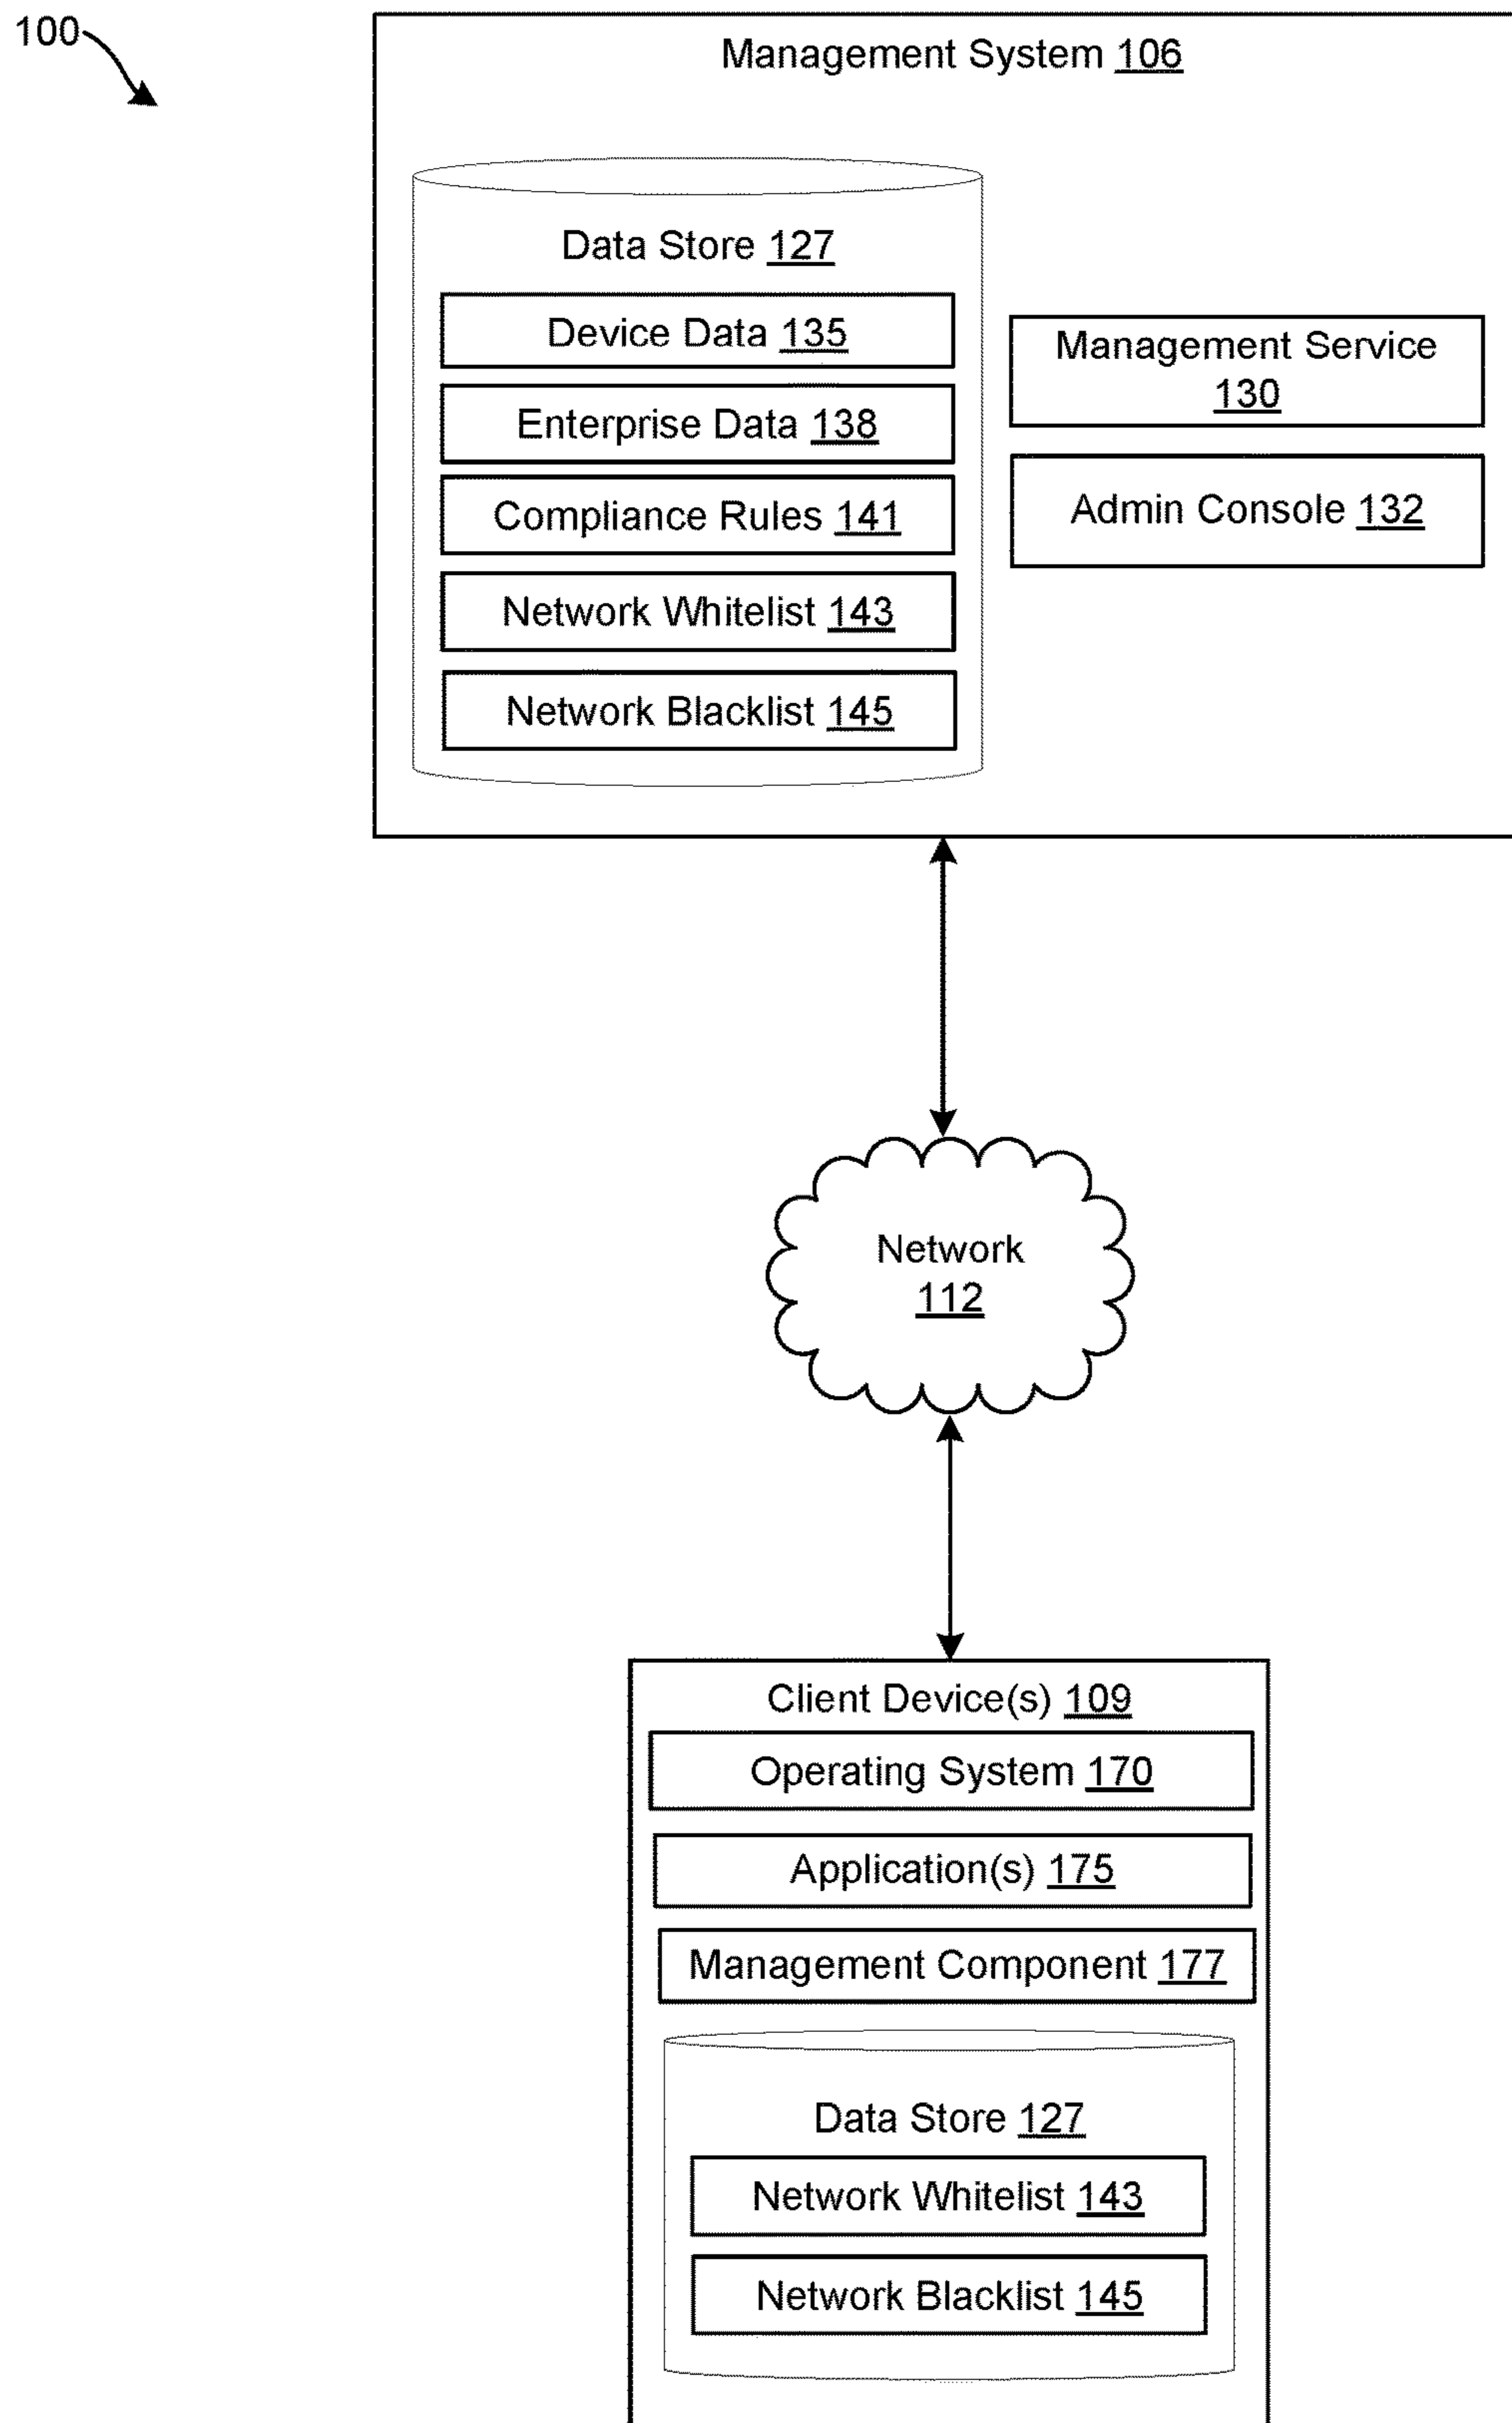 100
Management System 106
Data Store 127
Device Data 135
Enterprise Data 138
Compliance Rules 141
Network Whitelist 143
Network Blacklist 145
Management Service
130
Admin Console 132
Network
112
Client Device(s) 109
Operating System 170
Application(s) 175
Management Component 177
Data Store 127
Network Whitelist 143
Network Blacklist 145